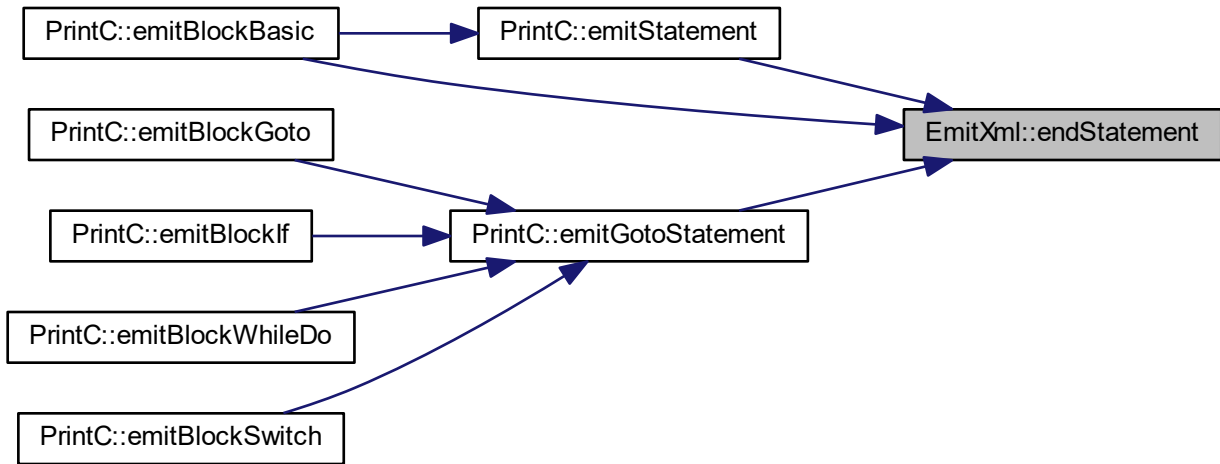 PrintC::emitBlockBasic
PrintC::emitStatement
PrintC::emitBlockGoto
EmitXml::endStatement
PrintC::emitBlockIf
PrintC::emitGotoStatement
PrintC::emitBlockWhileDo
PrintC::emitBlockSwitch